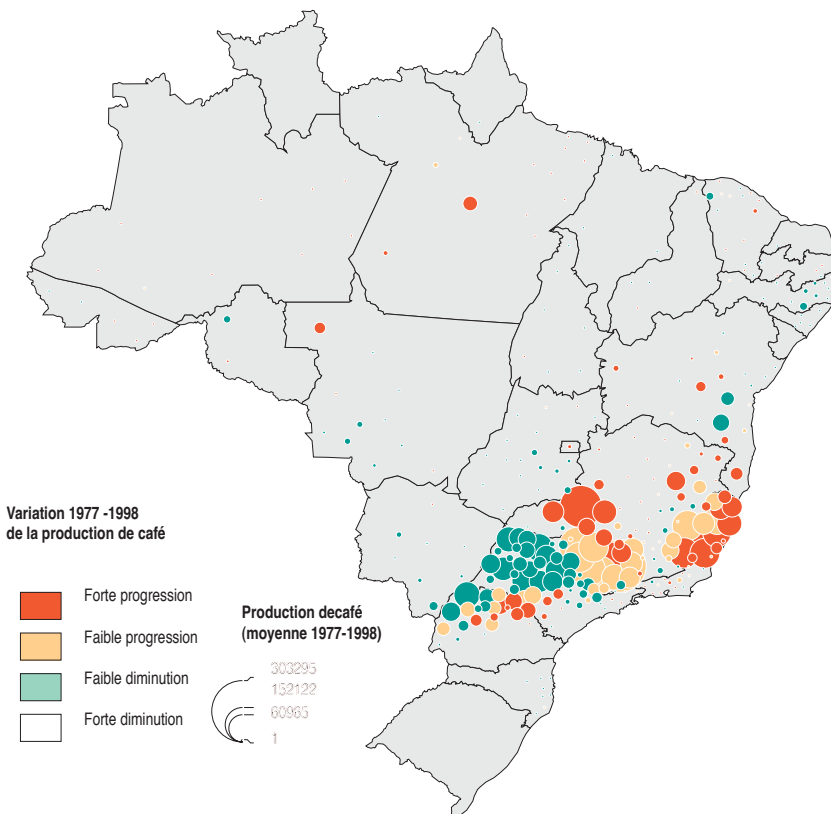 Variation 1977 -1998
de la production de café
Forte progression
Faible progression
Faible diminution
Forte diminution
Production decafé
(moyenne 1977-1998)
303295
152122
60965
1